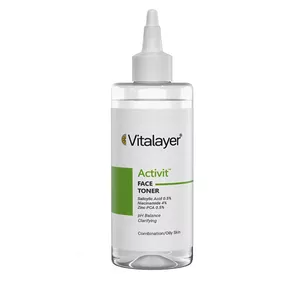 Vitalayer®
Activit™
FACE
TONER
Salicylic Acid 0.5%
Niacinamide 4%
Zinc PCA 0.5%
pH Balance
Clarifying
Combination/Oily Skin